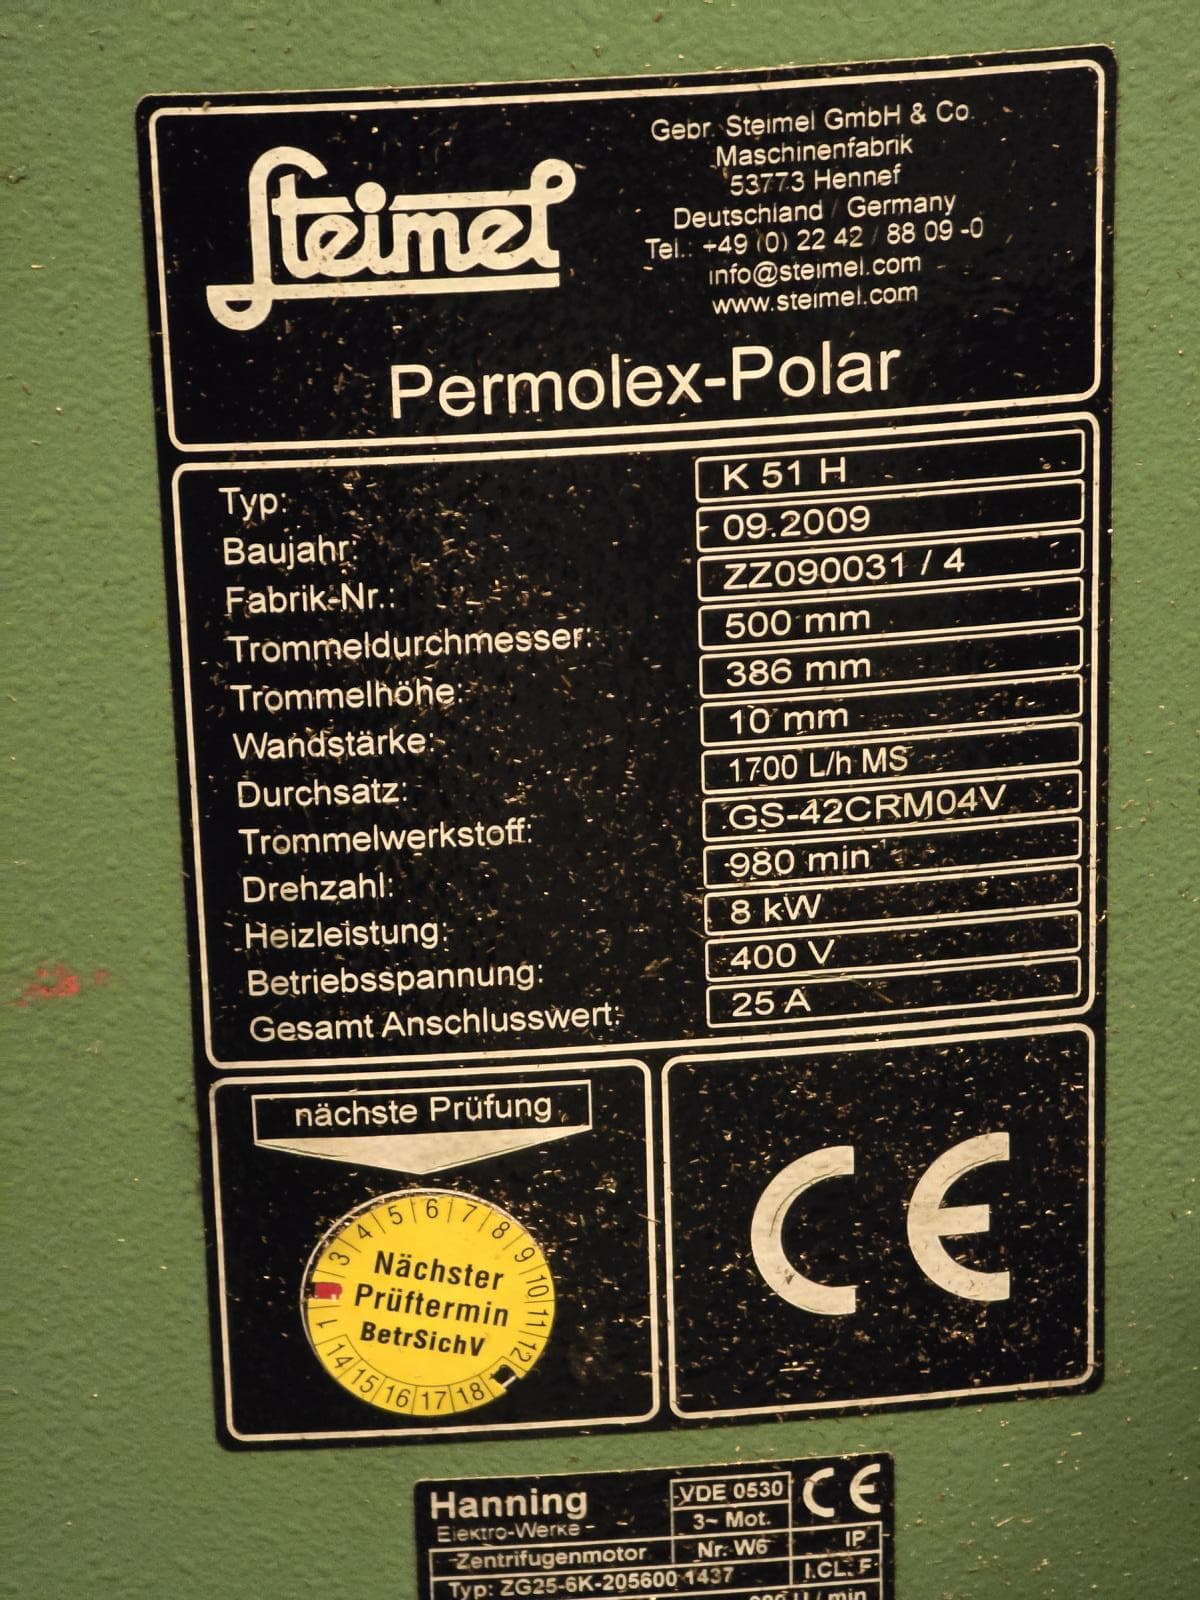 Steimel
Gebr. Steimel GmbH & Co.
Maschinenfabrik
53773 Hennef
Deutschland / Germany
Tel.: +49 (0) 22 42 / 88 09 -0
info@steimel.com
www.steimel.com
Permolex-Polar
Typ: K 51 H
Baujahr: 09.2009
Fabrik-Nr.: ZZ090031 / 4
Trommeldurchmesser: 500 mm
Trommelhöhe: 386 mm
Wandstärke: 10 mm
Durchsatz: 1700 L/h MS
Trommelwerkstoff: GS-42CRM04V
Drehzahl: 980 min⁻¹
Heizleistung: 8 kW
Betriebsspannung: 400 V
Gesamt Anschlusswert: 25 A
nächste Prüfung
1 3 4 5 6 7 8 9 10 11 12
Nächster
Prüftermin
BetrSichV
14 15 16 17 18
CE
Hanning
Elektro-Werke
VDE 0530
CE
3~ Mot.
Zentrifugenmotor
Nr. W6
IP
Typ: ZG25-6K-205600 1437
I.CL. F
U / min